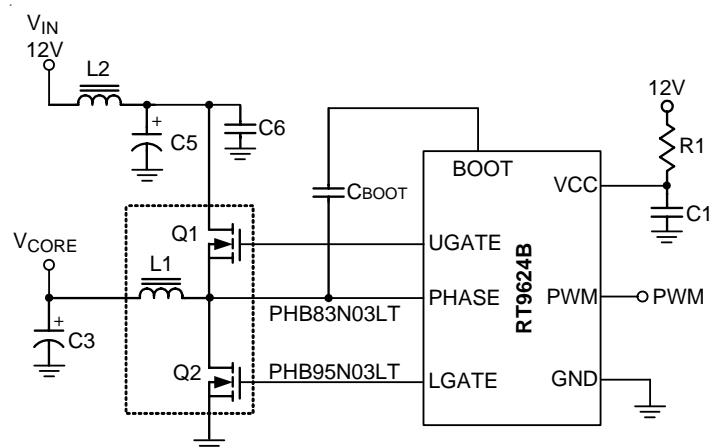 VIN
12V
L2
+
C5
C6
12V
R1
BOOT
CBOOT
VCC
C1
VCORE
Q1
UGATE
L1
RT9624B
PHASE
PWM
PWM
PHB83N03LT
+
C3
Q2
PHB95N03LT
LGATE
GND